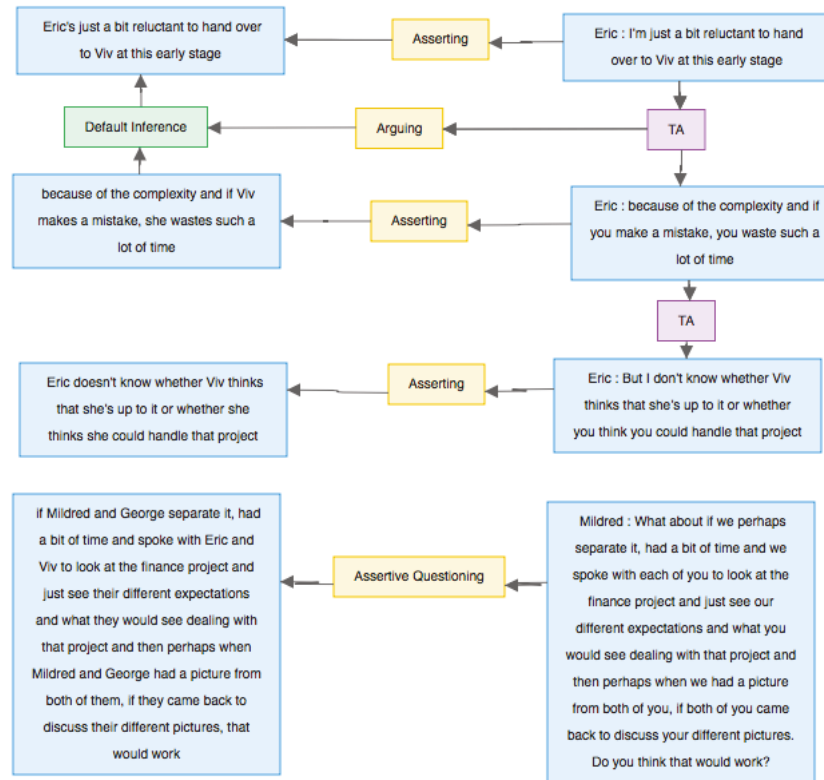 Eric's just a bit reluctant to hand over
to Viv at this early stage
Asserting
Eric : I'm just a bit reluctant to hand
over to Viv at this early stage
Default Inference
Arguing
TA
because of the complexity and if Viv
makes a mistake, she wastes such a
lot of time
Asserting
Eric : because of the complexity and if
you make a mistake, you waste such a
lot of time
TA
Eric doesn't know whether Viv thinks
that she's up to it or whether she
thinks she could handle that project
Asserting
Eric : But I don't know whether Viv
thinks that she's up to it or whether
you think you could handle that project
if Mildred and George separate it, had
a bit of time and spoke with Eric and
Viv to look at the finance project and
just see their different expectations
and what they would see dealing with
that project and then perhaps when
Mildred and George had a picture from
both of them, if they came back to
discuss their different pictures, that
would work
Assertive Questioning
Mildred : What about if we perhaps
separate it, had a bit of time and we
spoke with each of you to look at the
finance project and just see our
different expectations and what you
would see dealing with that project and
then perhaps when we had a picture
from both of you, if both of you came
back to discuss your different pictures.
Do you think that would work?